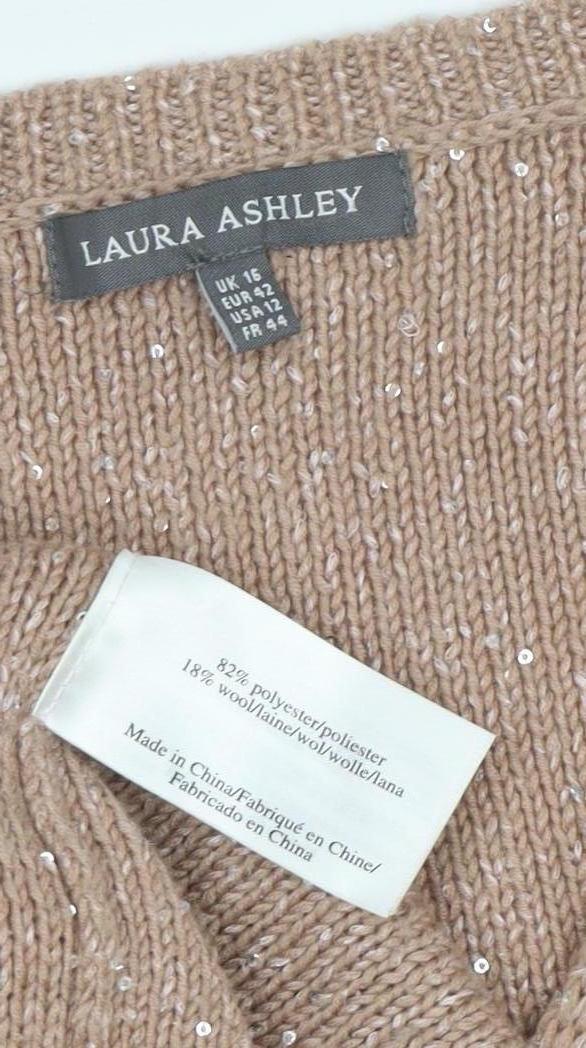 LAURA ASHLEY
UK 16
EUR 42
USA 12
FR 44
82% polyester/poliester
18% wool/laine/wol/wolle/lana
Made in China/Fabriqué en Chine/
Fabricado en China